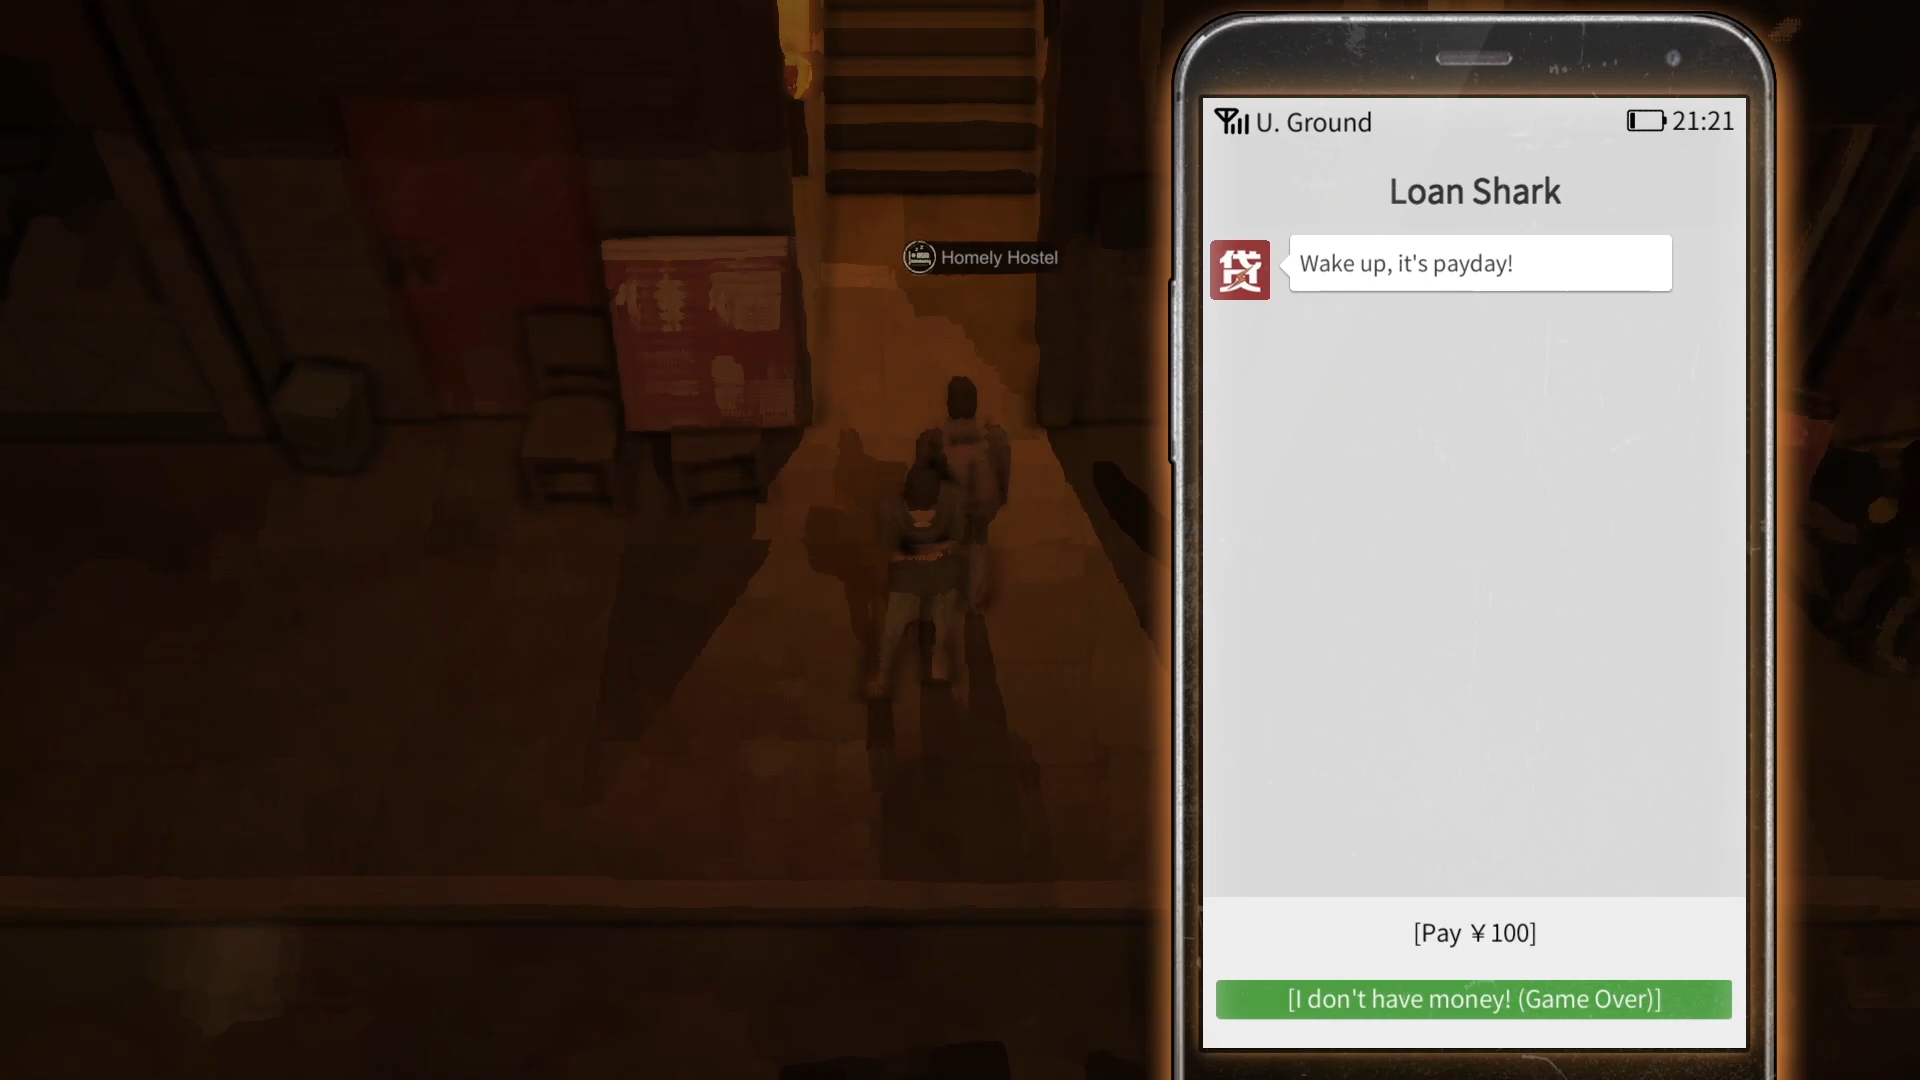 U. Ground
21:21
Loan Shark
贷
Wake up, it's payday!
Homely Hostel
[Pay ¥100]
[I don't have money! (Game Over)]